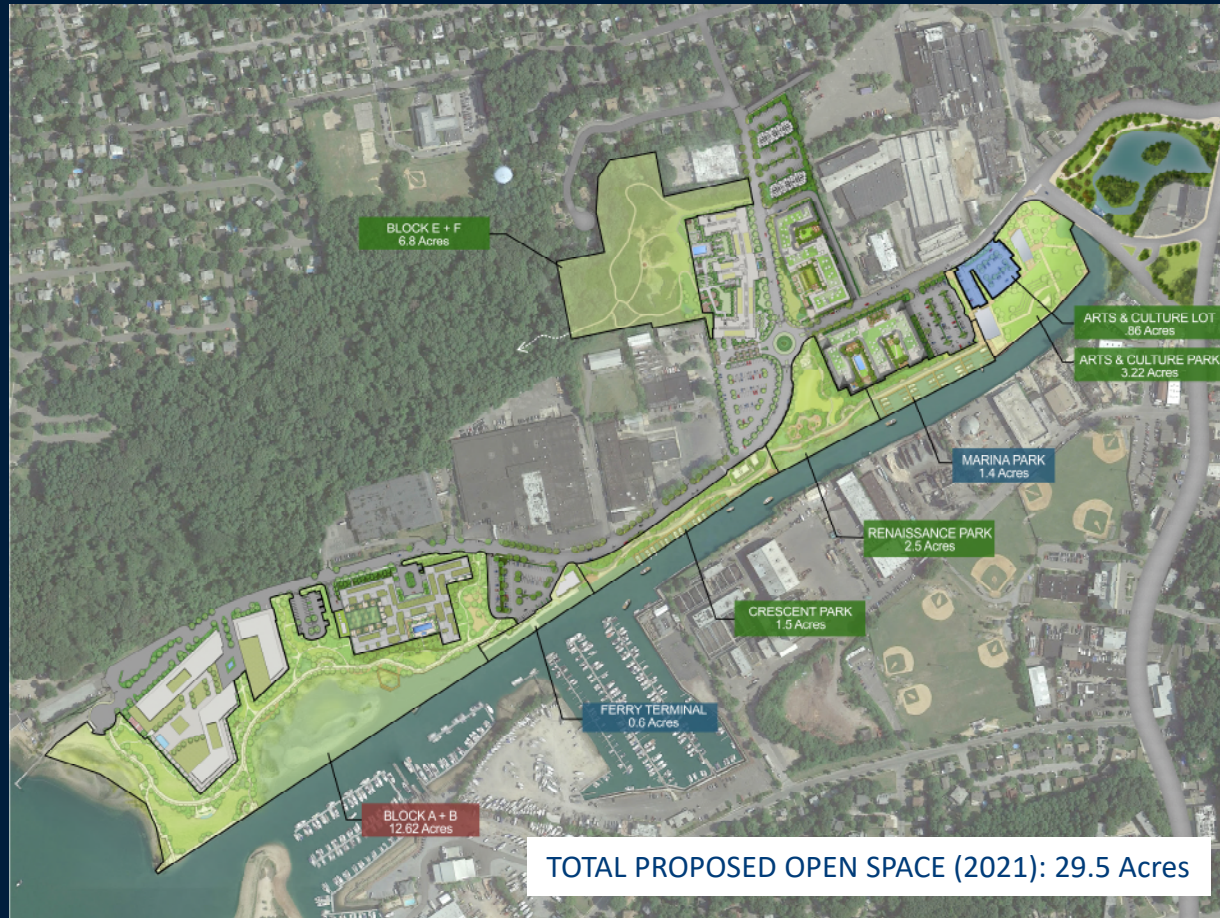 BLOCK E + F
6.8 Acres
ARTS & CULTURE LOT
.86 Acres
ARTS & CULTURE PARK
3.22 Acres
MARINA PARK
1.4 Acres
RENAISSANCE PARK
2.5 Acres
CRESCENT PARK
1.5 Acres
FERRY TERMINAL
0.6 Acres
BLOCK A + B
12.62 Acres
TOTAL PROPOSED OPEN SPACE (2021): 29.5 Acres